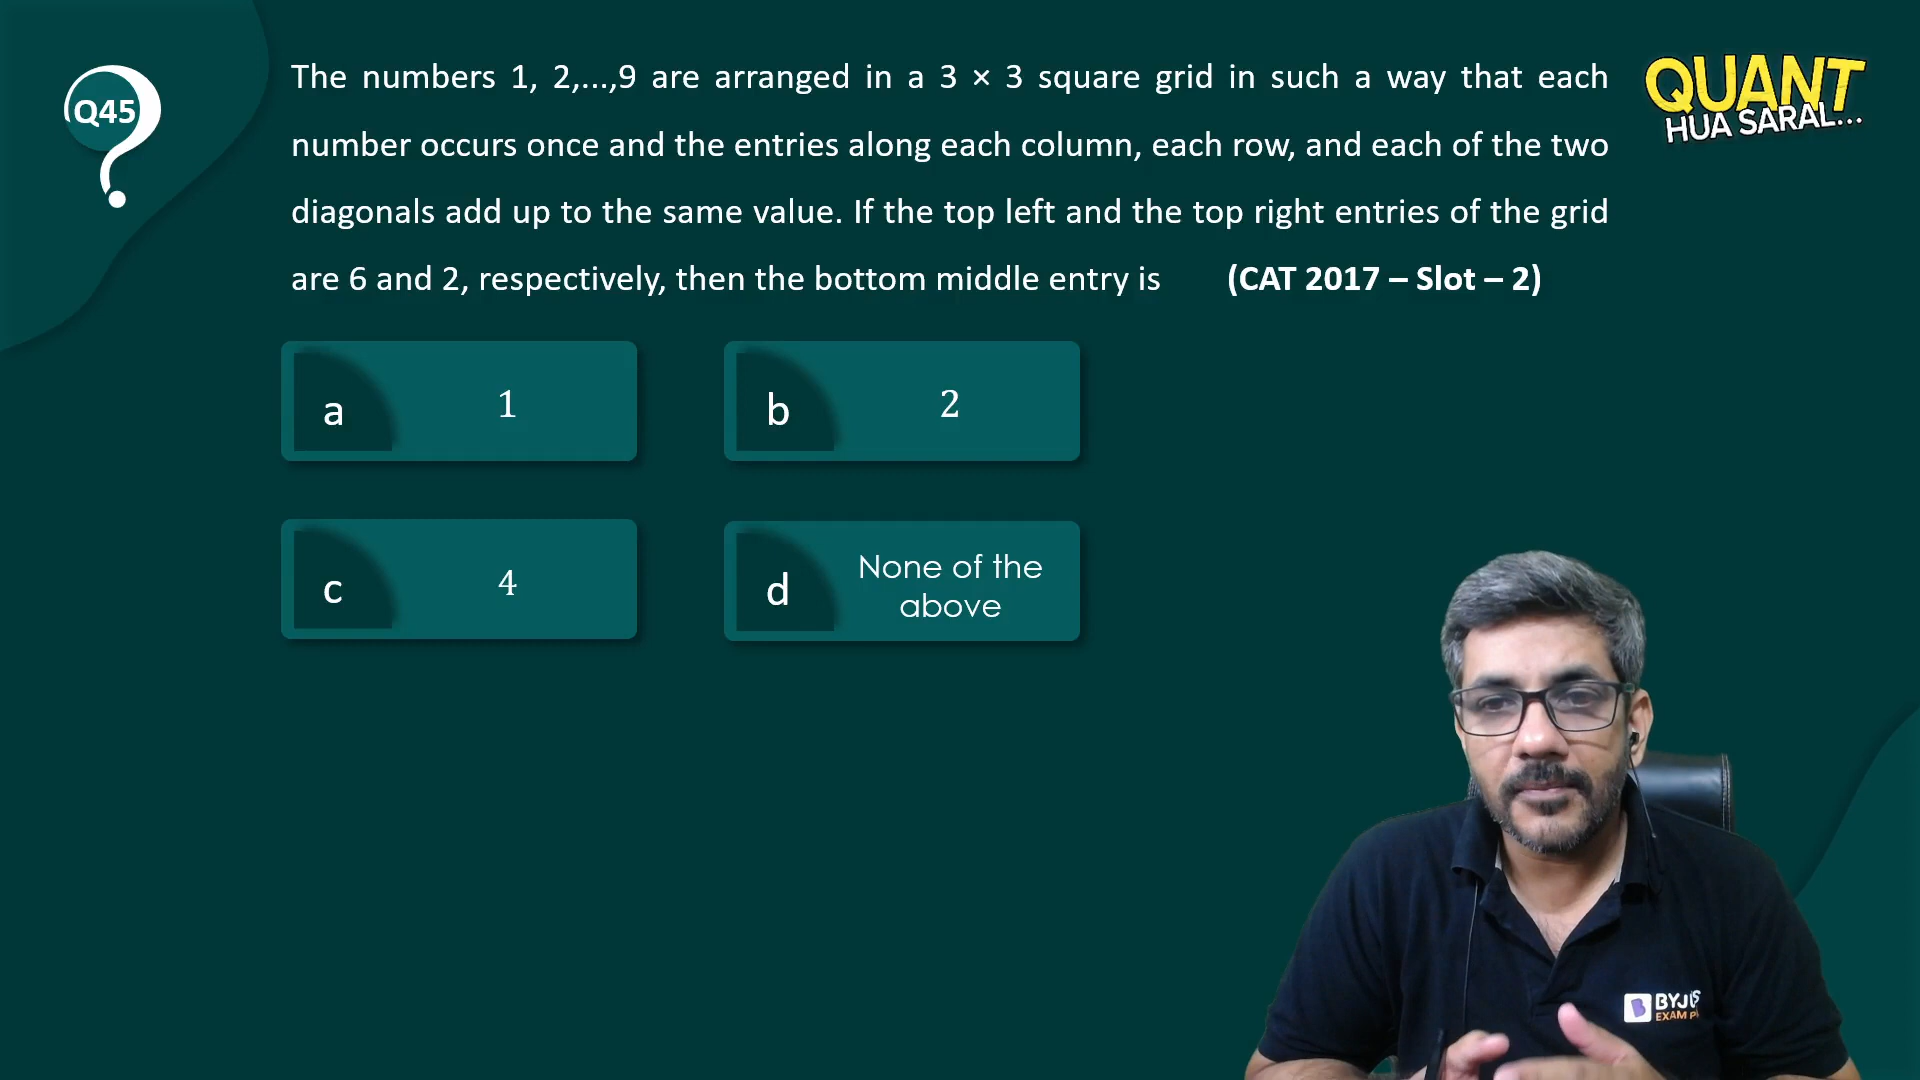 Q45
The numbers 1, 2,...,9 are arranged in a 3 × 3 square grid in such a way that each
number occurs once and the entries along each column, each row, and each of the two
diagonals add up to the same value. If the top left and the top right entries of the grid
are 6 and 2, respectively, then the bottom middle entry is (CAT 2017 – Slot – 2)
QUANT
HUA SARAL...
a 1
b 2
c 4
d None of the
above
BYJU'S
EXAM P